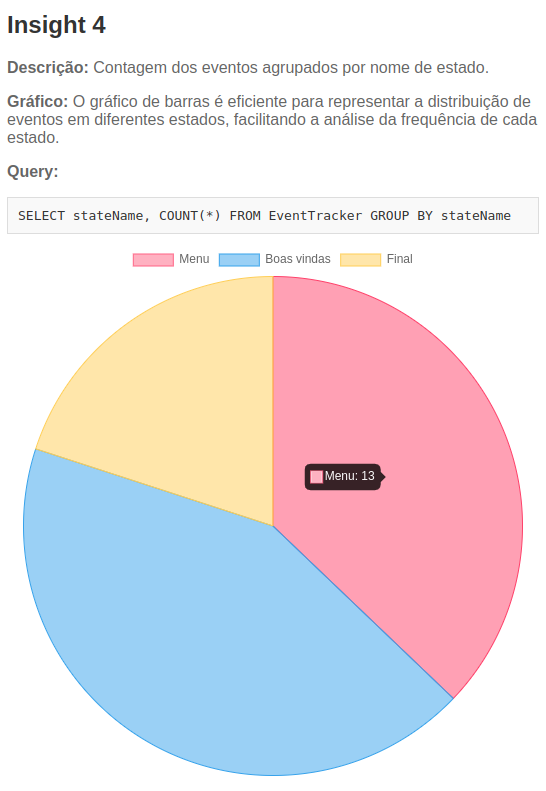 Insight 4
Descrição: Contagem dos eventos agrupados por nome de estado.
Gráfico: O gráfico de barras é eficiente para representar a distribuição de
eventos em diferentes estados, facilitando a análise da frequência de cada
estado.
Query:
SELECT stateName, COUNT(*) FROM EventTracker GROUP BY stateName
Menu Boas vindas Final
Menu: 13